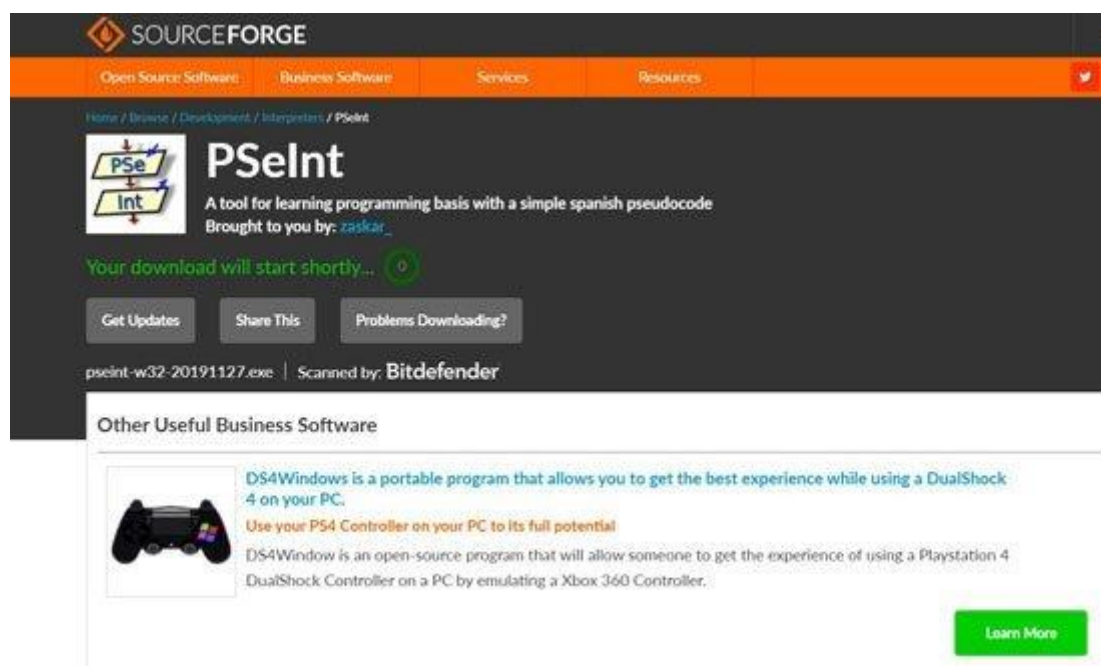 SOURCEFORGE
Open Source Software Business Software Services Resources
Home / Browse / Development / Interpreters / PSeInt
PSe
Int
PSeInt
A tool for learning programming basis with a simple spanish pseudocode
Brought to you by: zaskar_
Your download will start shortly... 0
Get Updates Share This Problems Downloading?
pseint-w32-20191127.exe | Scanned by: Bitdefender
Other Useful Business Software
DS4Windows is a portable program that allows you to get the best experience while using a DualShock
4 on your PC.
Use your PS4 Controller on your PC to its full potential
DS4Window is an open-source program that will allow someone to get the experience of using a Playstation 4
DualShock Controller on a PC by emulating a Xbox 360 Controller.
Learn More